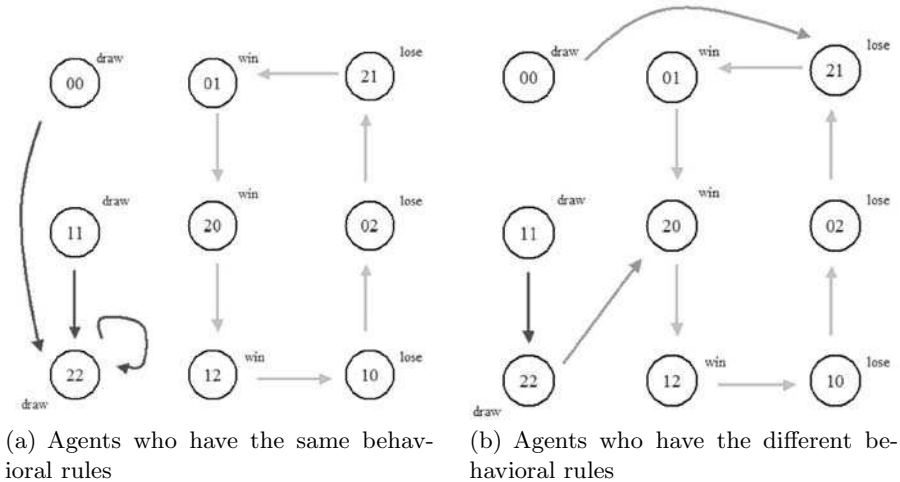 draw
00
win
01
lose
21
draw
11
win
20
lose
02
draw
22
win
12
lose
10
draw
00
win
01
lose
21
draw
11
win
20
lose
02
draw
22
win
12
lose
10
(a) Agents who have the same behav-
ioral rules
(b) Agents who have the different be-
havioral rules